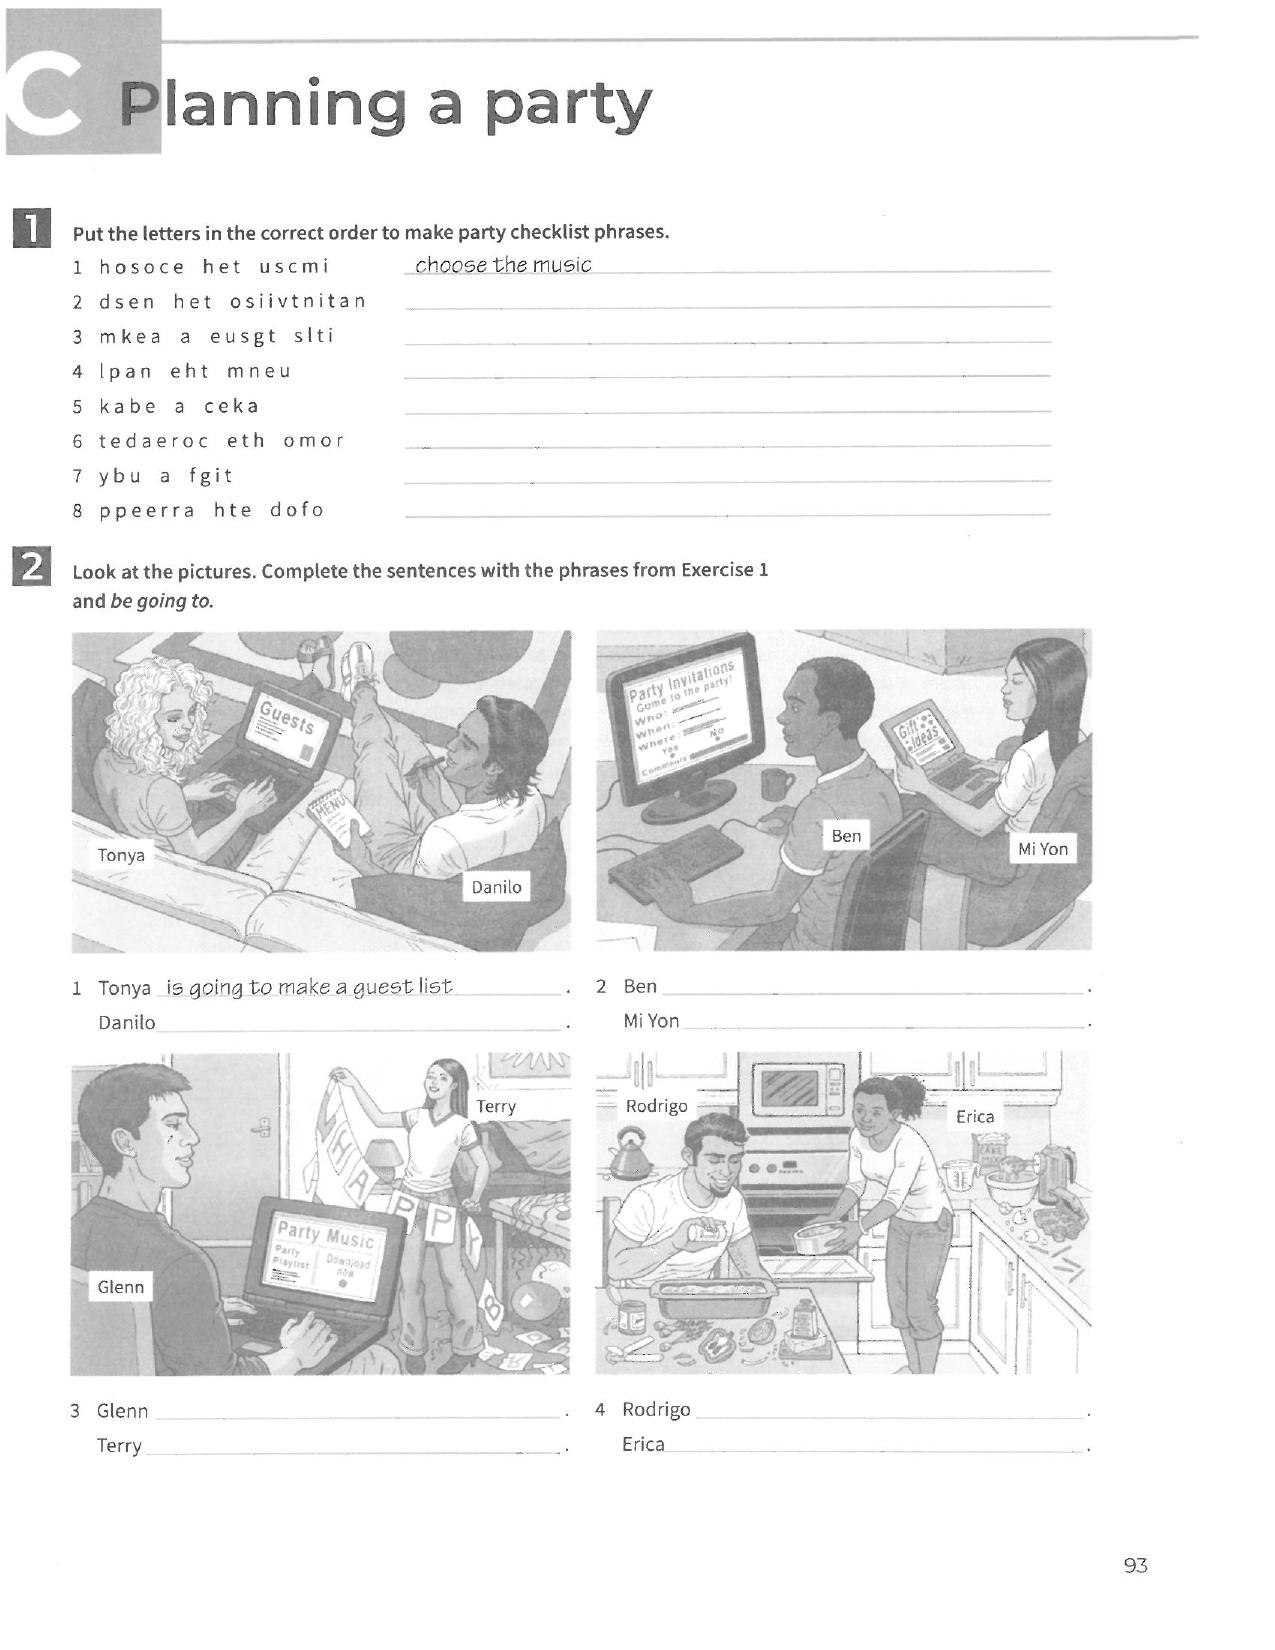 C Planning a party
1 Put the letters in the correct order to make party checklist phrases.
1 hosoce het uscmi choose the music
2 dsen het osiivtnitan
3 mkea a eusgt slti
4 lpan eht mneu
5 kabe a ceka
6 tedaeroc eth omor
7 ybu a fgit
8 ppeerra hte dofo
2 Look at the pictures. Complete the sentences with the phrases from Exercise 1
and be going to.
Guests
MENU
Tonya
Danilo
Party Invitations
Come to the party!
Who:
When:
Where:
Yes No
Comments
Gift
Ideas
Ben
Mi Yon
1 Tonya is going to make a guest list.
Danilo .
2 Ben .
Mi Yon .
Terry
HAPPY
B
Party Music
Party
Playlist
Download
now
Glenn
Rodrigo
Erica
CAKE
MIX
3 Glenn .
Terry .
4 Rodrigo .
Erica .
93